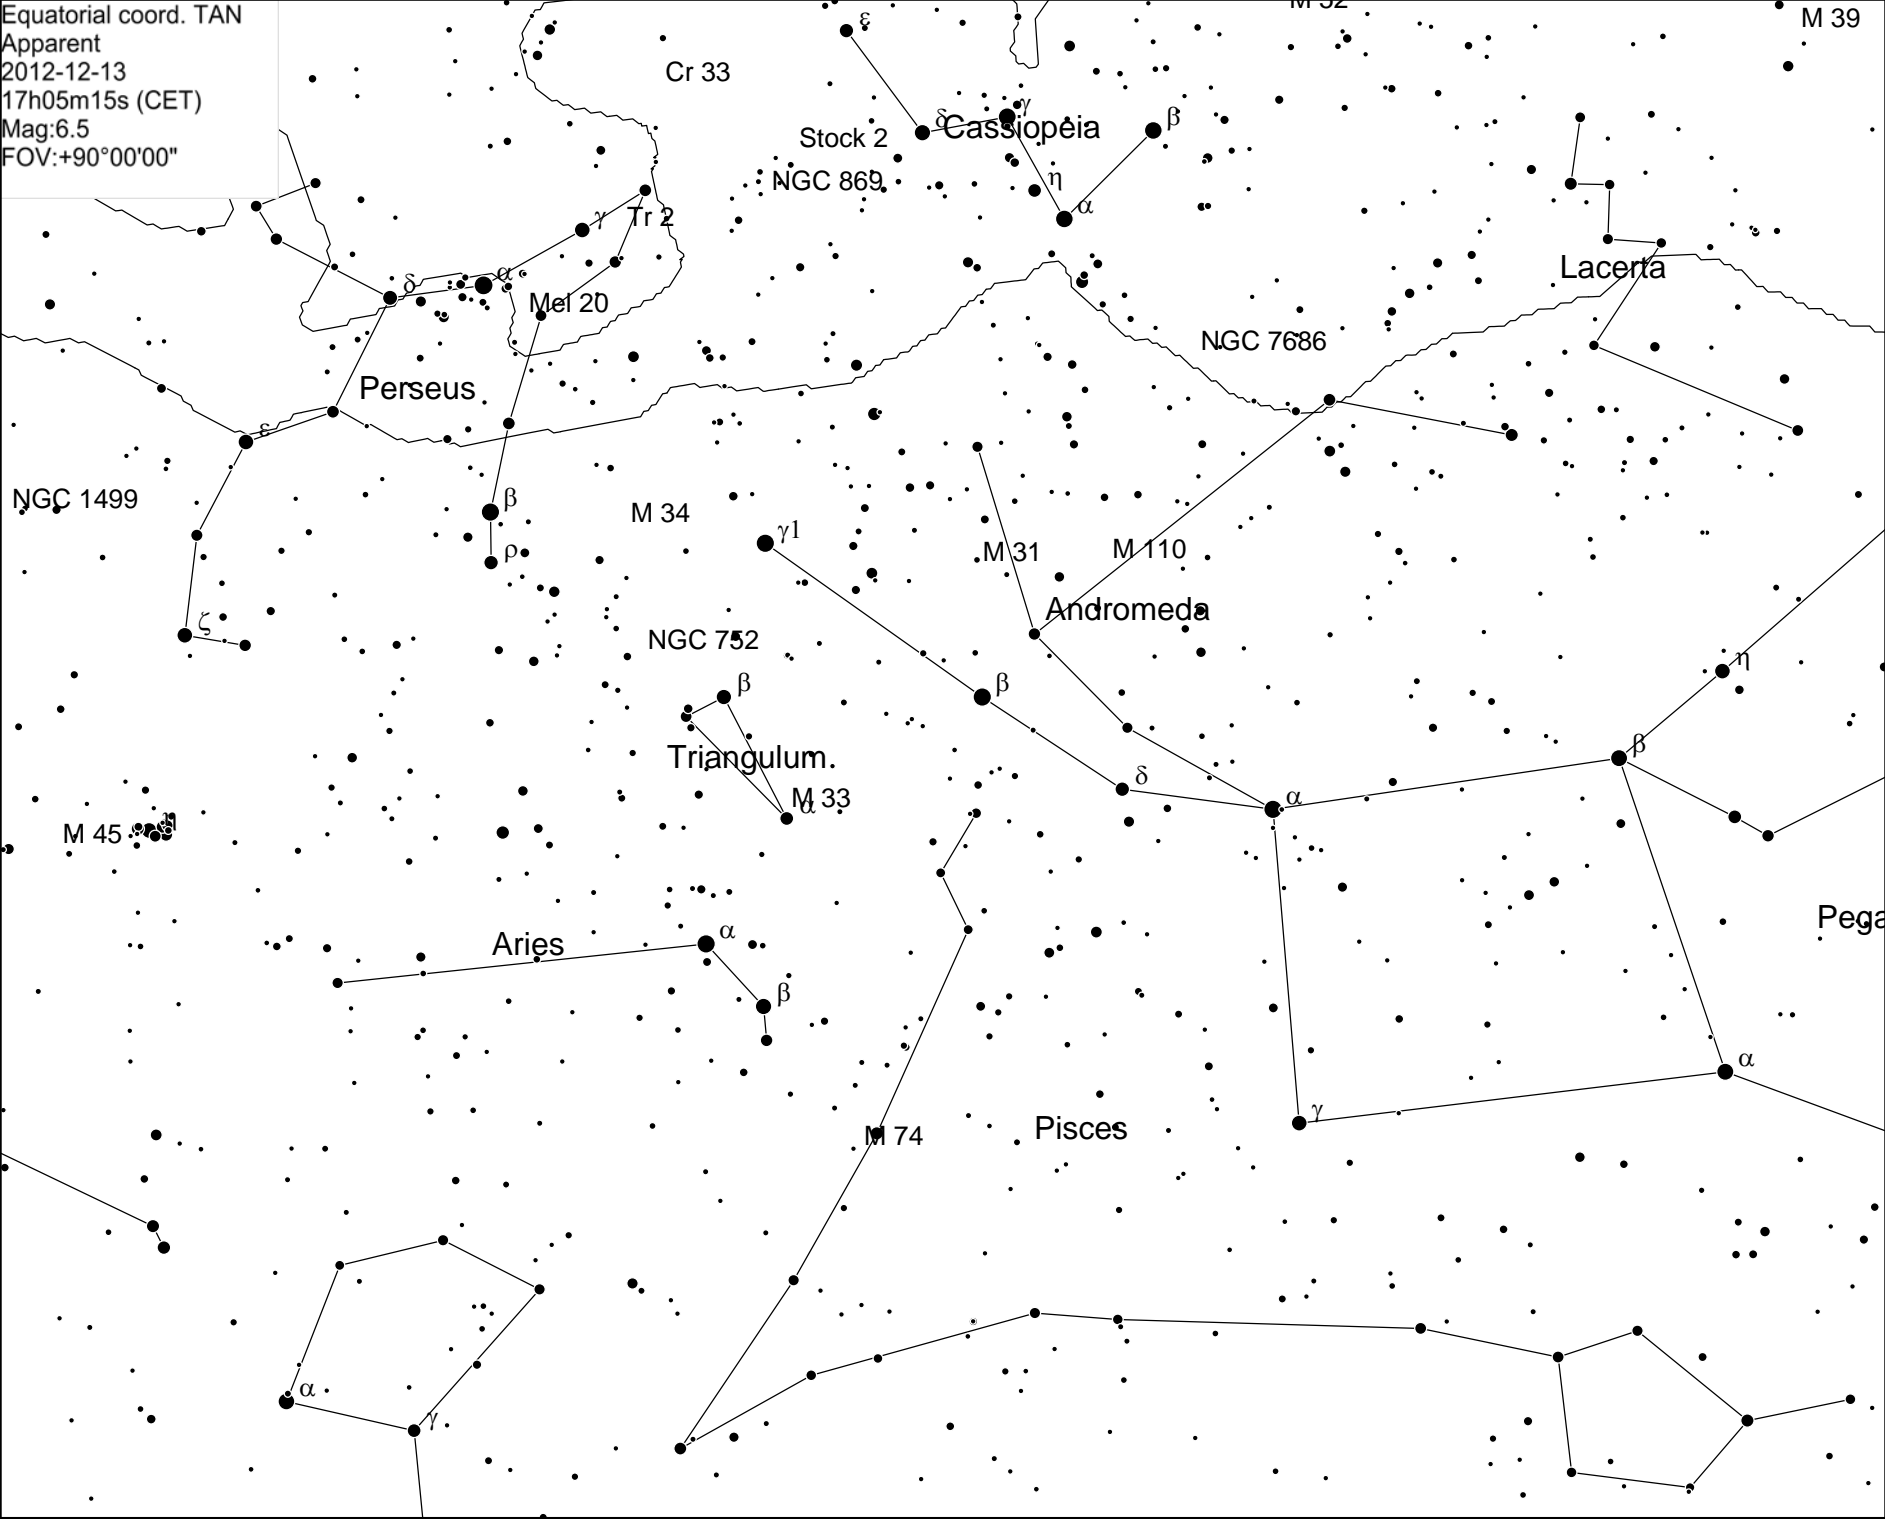 Equatorial coord. TAN
Apparent
2012-12-13
17h05m15s (CET)
Mag:6.5
FOV:+90°00'00"
M 52
M 39
ε
Cr 33
γ
δ
Cassiopeia
β
Stock 2
NGC 869
η
α
γ
Tr 2
Lacerta
δ
α
Mel 20
NGC 7686
Perseus
ε
NGC 1499
β
M 34
γ1
ρ
M 31
M 110
Andromeda
ζ
NGC 752
β
β
η
β
Triangulum
δ
α
M 33
α
M 45
η
Pega
α
Aries
β
α
γ
M 74
Pisces
α
γ